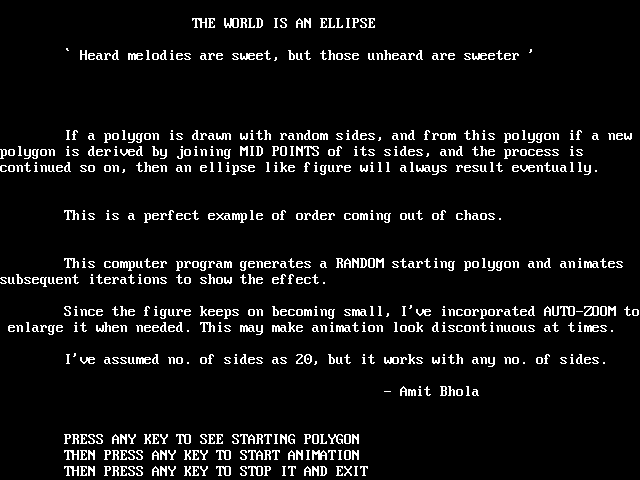 THE WORLD IS AN ELLIPSE
` Heard melodies are sweet, but those unheard are sweeter '
If a polygon is drawn with random sides, and from this polygon if a new
polygon is derived by joining MID POINTS of its sides, and the process is
continued so on, then an ellipse like figure will always result eventually.
This is a perfect example of order coming out of chaos.
This computer program generates a RANDOM starting polygon and animates
subsequent iterations to show the effect.
Since the figure keeps on becoming small, I've incorporated AUTO-ZOOM to
enlarge it when needed. This may make animation look discontinuous at times.
I've assumed no. of sides as 20, but it works with any no. of sides.
- Amit Bhola
PRESS ANY KEY TO SEE STARTING POLYGON
THEN PRESS ANY KEY TO START ANIMATION
THEN PRESS ANY KEY TO STOP IT AND EXIT